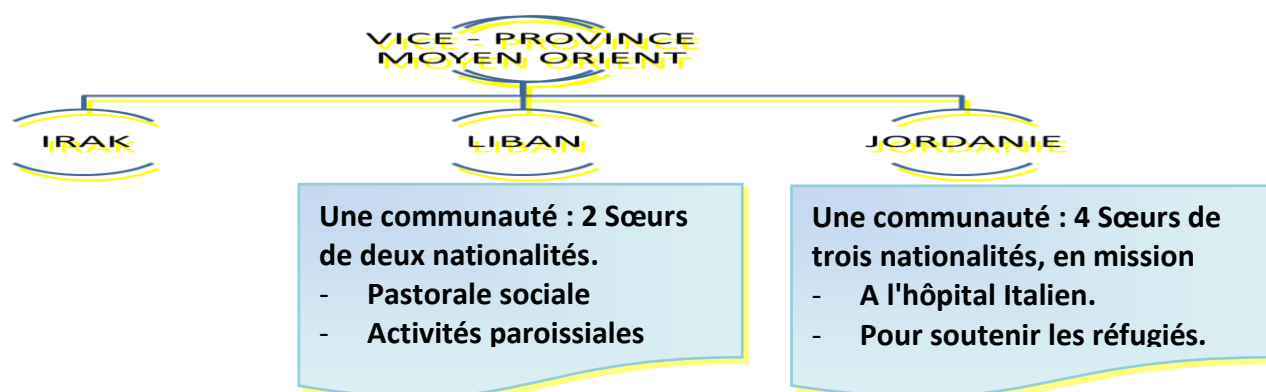 VICE - PROVINCE
MOYEN ORIENT
IRAK
LIBAN
JORDANIE
Une communauté : 2 Sœurs
de deux nationalités.
- Pastorale sociale
- Activités paroissiales
Une communauté : 4 Sœurs de
trois nationalités, en mission
- A l'hôpital Italien.
- Pour soutenir les réfugiés.